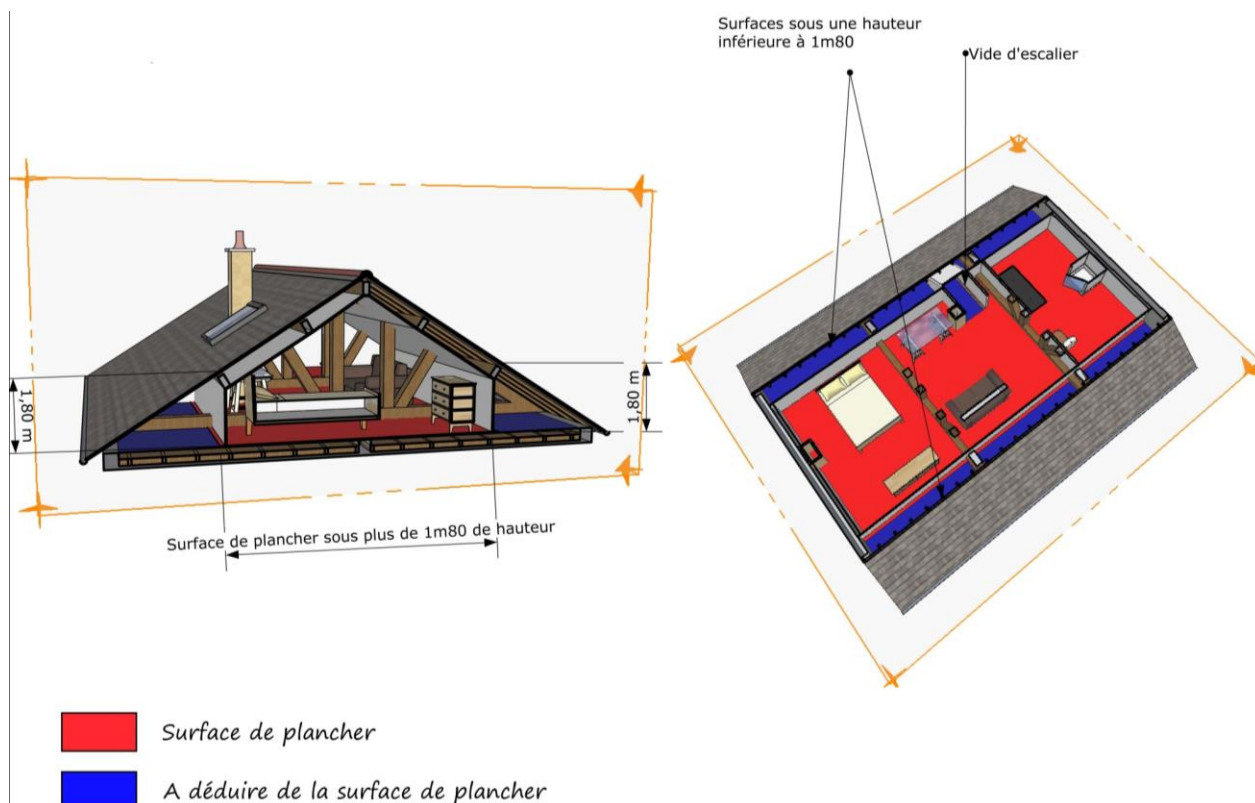 Surfaces sous une hauteur
inférieure à 1m80
Vide d'escalier
1,80 m
1,80 m
Surface de plancher sous plus de 1m80 de hauteur
Surface de plancher
A déduire de la surface de plancher